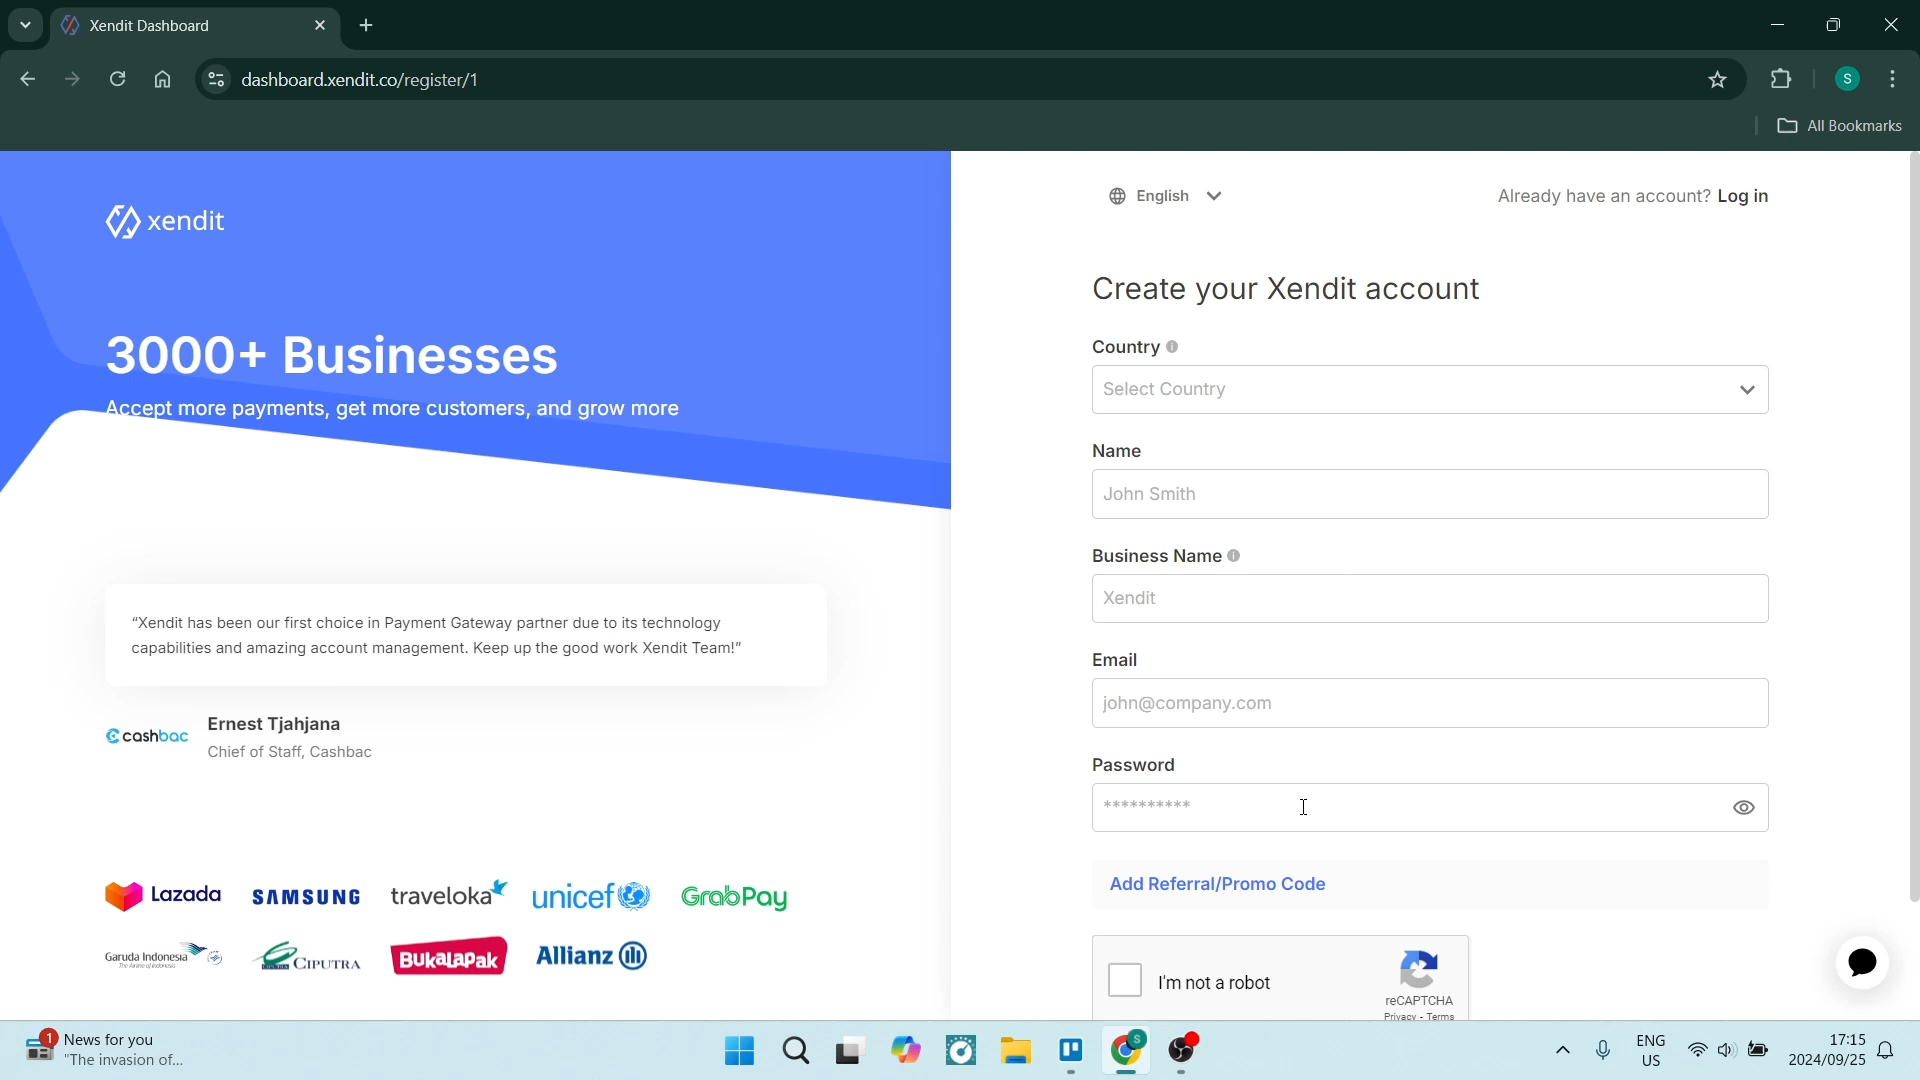 Xendit Dashboard
dashboard.xendit.co/register/1
S
All Bookmarks
xendit
3000+ Businesses
Accept more payments, get more customers, and grow more
“Xendit has been our first choice in Payment Gateway partner due to its technology
capabilities and amazing account management. Keep up the good work Xendit Team!”
cashbac
Ernest Tjahjana
Chief of Staff, Cashbac
Lazada SAMSUNG traveloka unicef GrabPay
Garuda Indonesia CIPUTRA BukaLapak Allianz
The Airline of Indonesia
English
Already have an account? Log in
Create your Xendit account
Country
Select Country
Name
John Smith
Business Name
Xendit
Email
john@company.com
Password
**********
Add Referral/Promo Code
I'm not a robot
reCAPTCHA
Privacy - Terms
1
News for you
"The invasion of...
S
ENG
US
17:15
2024/09/25